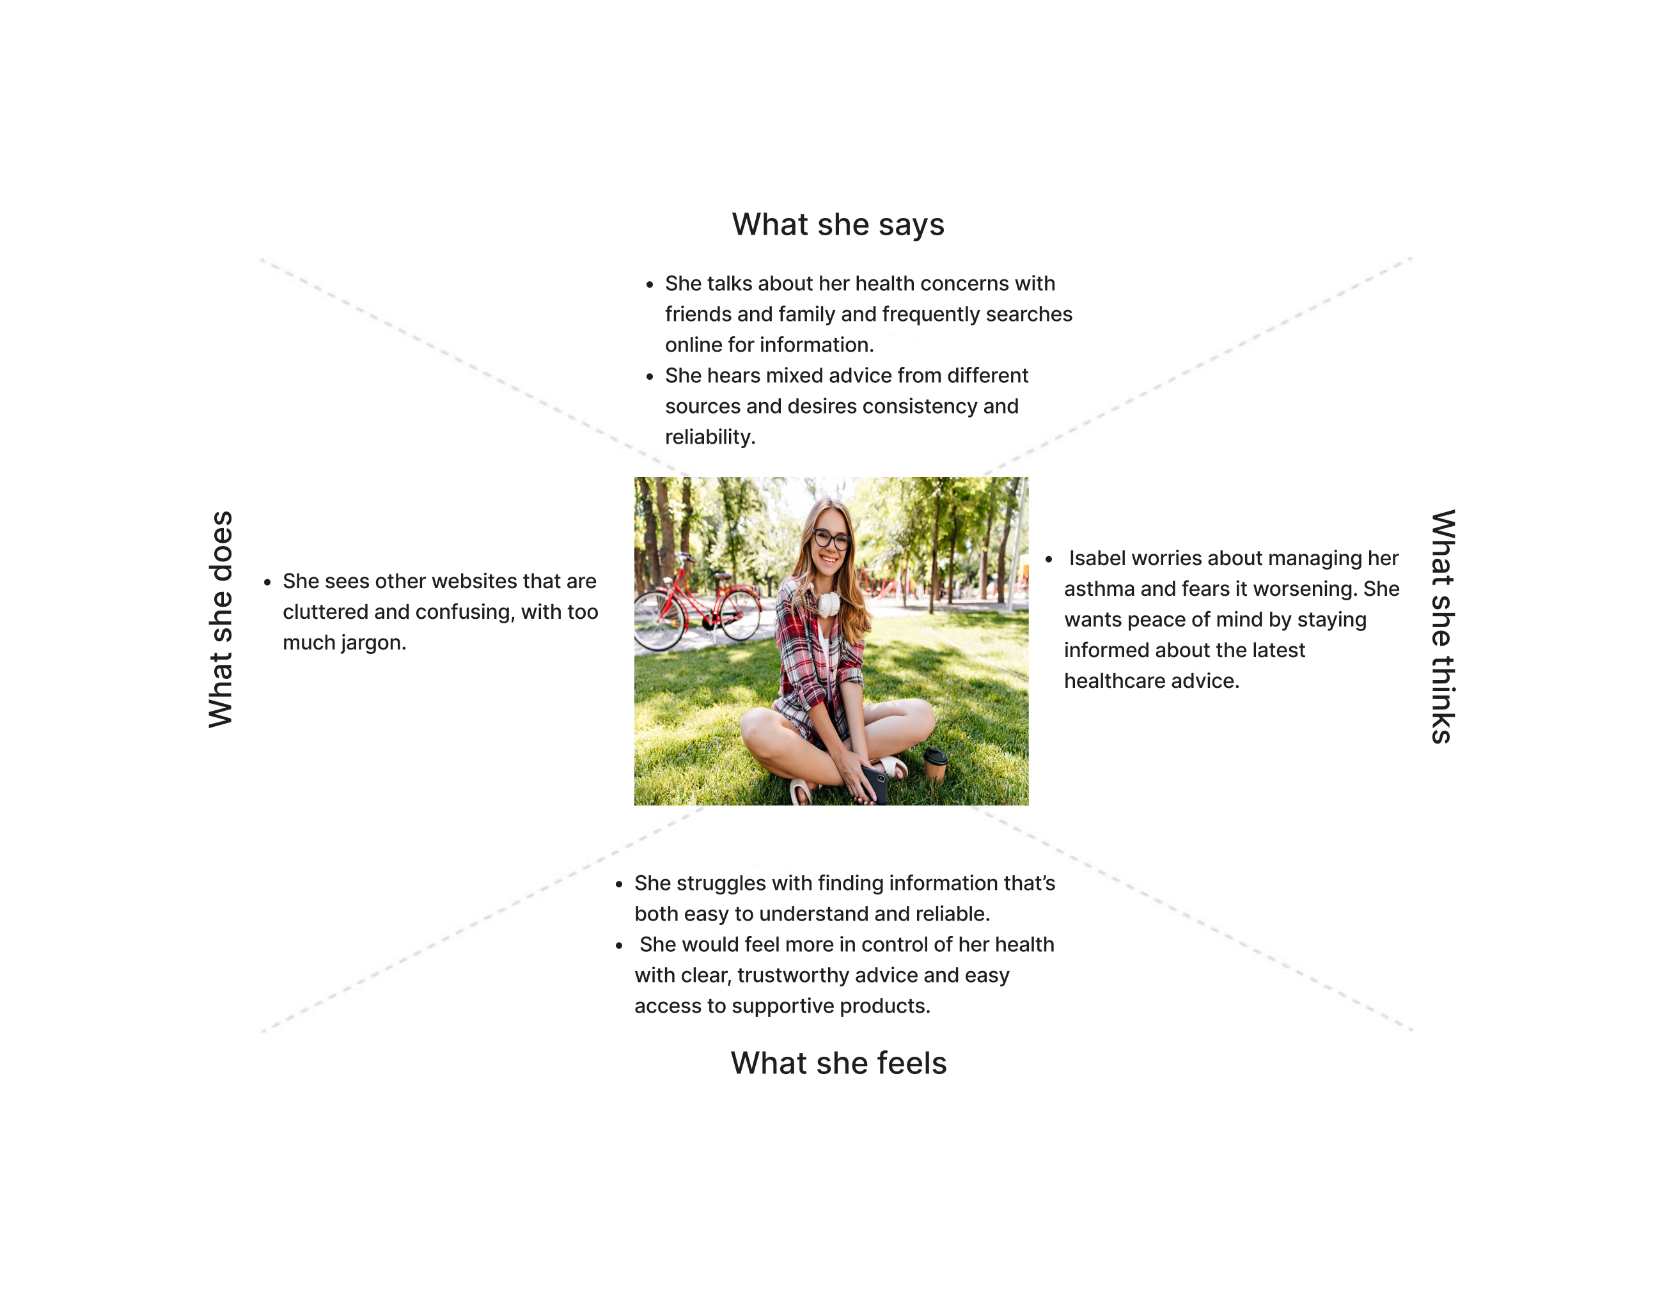 What she says
• She talks about her health concerns with
friends and family and frequently searches
online for information.
• She hears mixed advice from different
sources and desires consistency and
reliability.
What she does
• She sees other websites that are
cluttered and confusing, with too
much jargon.
• Isabel worries about managing her
asthma and fears it worsening. She
wants peace of mind by staying
informed about the latest
healthcare advice.
What she thinks
• She struggles with finding information that’s
both easy to understand and reliable.
• She would feel more in control of her health
with clear, trustworthy advice and easy
access to supportive products.
What she feels